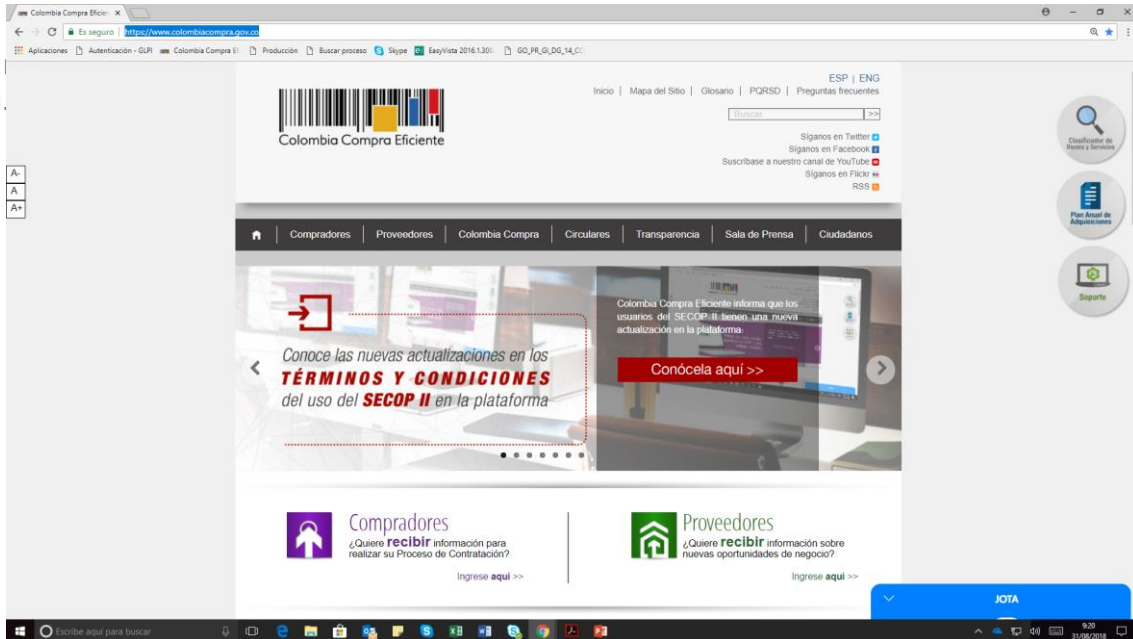 Colombia Compra Eficien
Es seguro | https://www.colombiacompra.gov.co
Aplicaciones Autenticación - GLPI Colombia Compra Ef Producción Buscar proceso Skype EasyVista 2016.1.300 GO_PR_GI_DG_14_CC
ESP | ENG
Inicio | Mapa del Sitio | Glosario | PQRSD | Preguntas frecuentes
Buscar >>
Colombia Compra Eficiente
Síganos en Twitter
Síganos en Facebook
Suscríbase a nuestro canal de YouTube
Síganos en Flickr
RSS
A-
A
A+
Clasificador de
Bienes y Servicios
Plan Anual de
Adquisiciones
Soporte
Compradores | Proveedores | Colombia Compra | Circulares | Transparencia | Sala de Prensa | Ciudadanos
Conoce las nuevas actualizaciones en los
TÉRMINOS Y CONDICIONES
del uso del SECOP II en la plataforma
Colombia Compra Eficiente informa que los
usuarios del SECOP II tienen una nueva
actualización en la plataforma:
Conócela aquí >>
Compradores
¿Quiere recibir información para
realizar su Proceso de Contratación?
Ingrese aquí >>
Proveedores
¿Quiere recibir información sobre
nuevas oportunidades de negocio?
Ingrese aquí >>
JOTA
Escribe aquí para buscar
9:20
31/08/2018